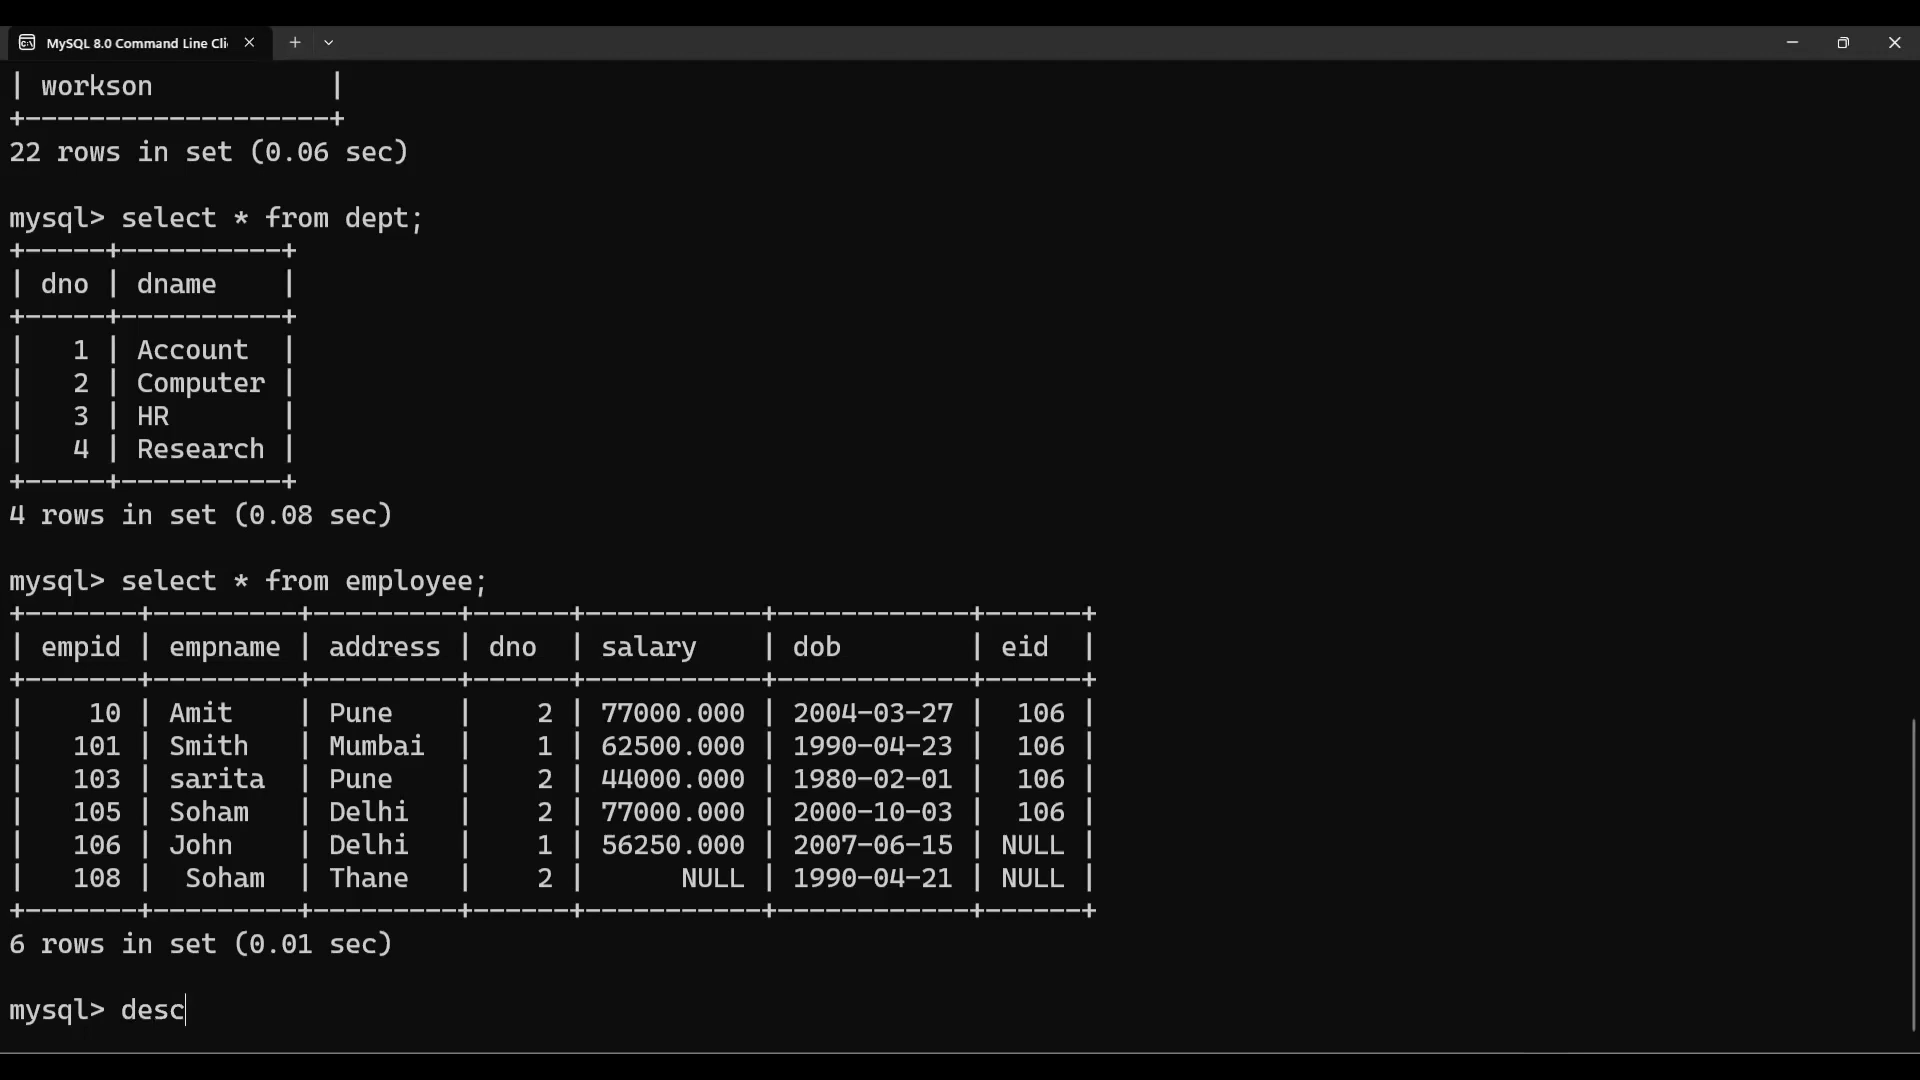 MySQL 8.0 Command Line Cli
| workson           |
+-------------------+
22 rows in set (0.06 sec)
mysql> select * from dept;
+-----+----------+
| dno | dname    |
+-----+----------+
|   1 | Account  |
|   2 | Computer |
|   3 | HR       |
|   4 | Research |
+-----+----------+
4 rows in set (0.08 sec)
mysql> select * from employee;
+-------+---------+---------+------+-----------+------------+------+
| empid | empname | address | dno  | salary    | dob        | eid  |
+-------+---------+---------+------+-----------+------------+------+
|    10 | Amit    | Pune    |    2 | 77000.000 | 2004-03-27 |  106 |
|   101 | Smith   | Mumbai  |    1 | 62500.000 | 1990-04-23 |  106 |
|   103 | sarita  | Pune    |    2 | 44000.000 | 1980-02-01 |  106 |
|   105 | Soham   | Delhi   |    2 | 77000.000 | 2000-10-03 |  106 |
|   106 | John    | Delhi   |    1 | 56250.000 | 2007-06-15 | NULL |
|   108 |  Soham  | Thane   |    2 |      NULL | 1990-04-21 | NULL |
+-------+---------+---------+------+-----------+------------+------+
6 rows in set (0.01 sec)
mysql> desc